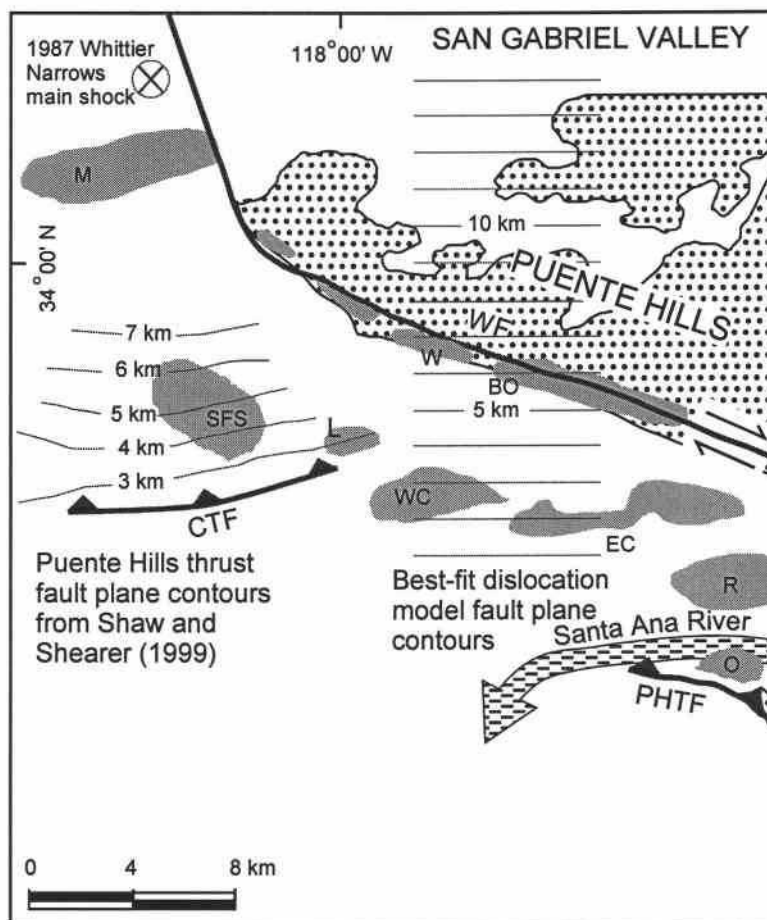 1987 Whittier
Narrows
main shock
118°00' W
SAN GABRIEL VALLEY
M
34°00' N
10 km
PUENTE HILLS
WF
7 km
6 km
W
BO
5 km
SFS
5 km
4 km
L
3 km
CTF
WC
EC
Puente Hills thrust
fault plane contours
from Shaw and
Shearer (1999)
Best-fit dislocation
model fault plane
contours
R
Santa Ana River
O
PHTF
0 4 8 km